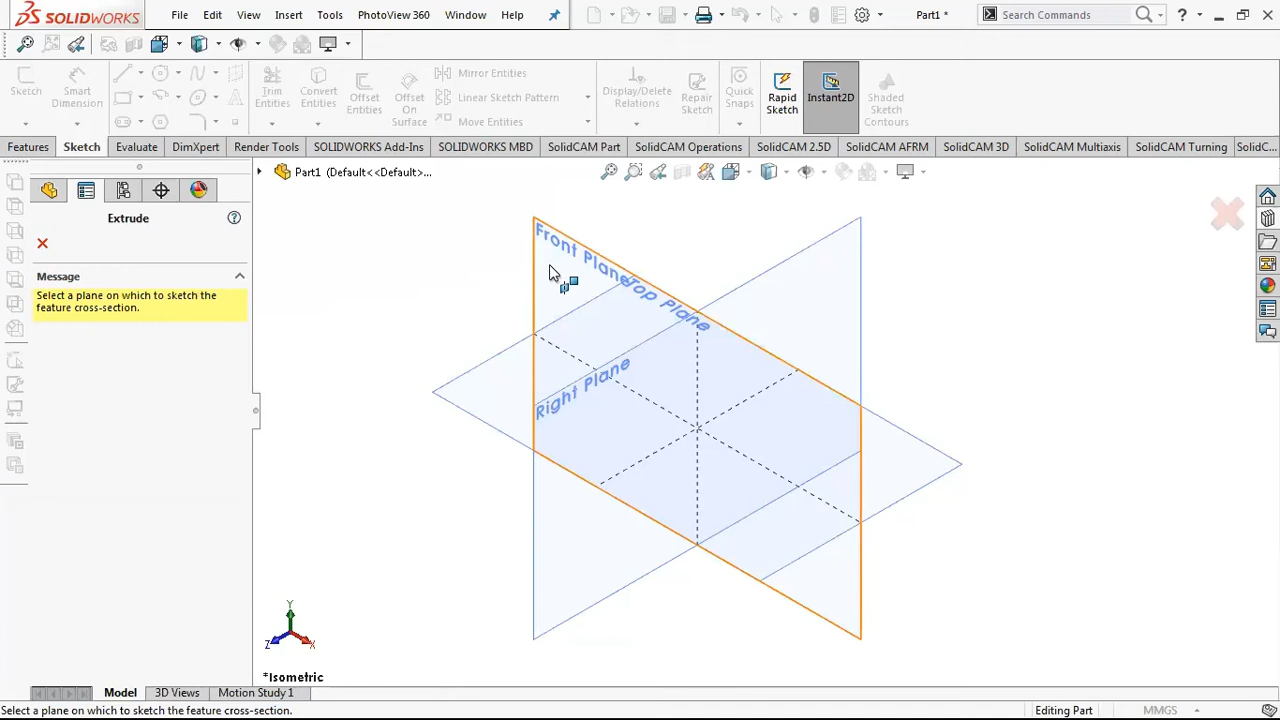 DS SOLIDWORKS File Edit View Insert Tools PhotoView 360 Window Help Part1 * Search Commands ?
Sketch Smart Dimension Trim Entities Convert Entities Offset Entities Offset On Surface Mirror Entities Linear Sketch Pattern Move Entities Display/Delete Relations Repair Sketch Quick Snaps Rapid Sketch Instant2D Shaded Sketch Contours
Features Sketch Evaluate DimXpert Render Tools SOLIDWORKS Add-Ins SOLIDWORKS MBD SolidCAM Part SolidCAM Operations SolidCAM 2.5D SolidCAM AFRM SolidCAM 3D SolidCAM Multiaxis SolidCAM Turning SolidC...
Part1 (Default<<Default>...
Extrude ?
Message
Select a plane on which to sketch the
feature cross-section.
Front Plane
Top Plane
Right Plane
Y
Z X
*Isometric
Model 3D Views Motion Study 1
Select a plane on which to sketch the feature cross-section. Editing Part MMGS